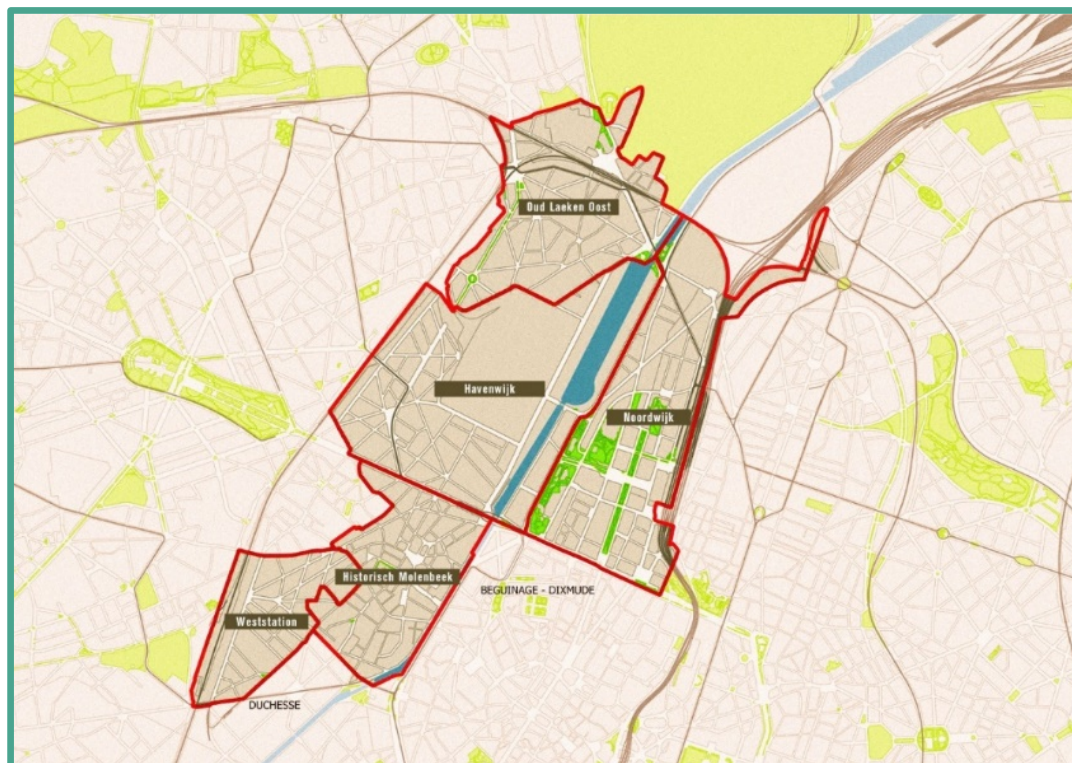 Oud Laeken Oost
Havenwijk
Noordwijk
Historisch Molenbeek
BEGUINAGE - DIXMUDE
Weststation
DUCHESSE